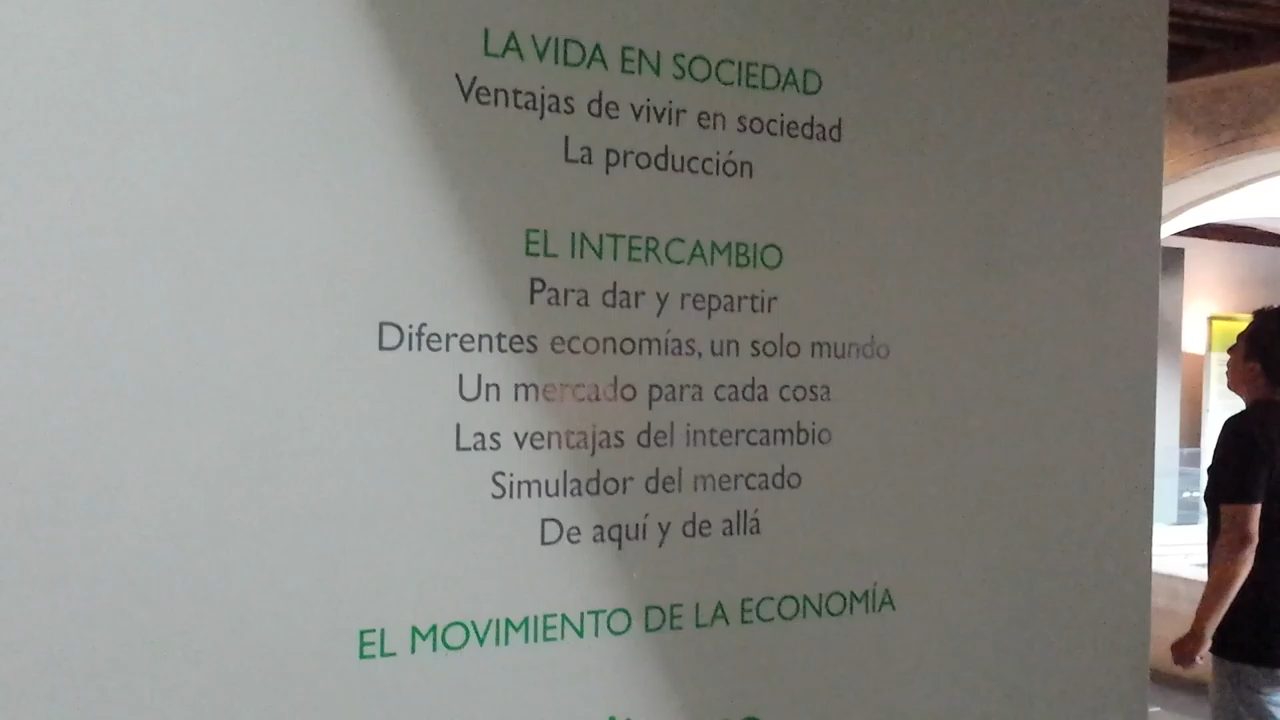 LA VIDA EN SOCIEDAD
Ventajas de vivir en sociedad
La producción
EL INTERCAMBIO
Para dar y repartir
Diferentes economías, un solo mundo
Un mercado para cada cosa
Las ventajas del intercambio
Simulador del mercado
De aquí y de allá
EL MOVIMIENTO DE LA ECONOMÍA